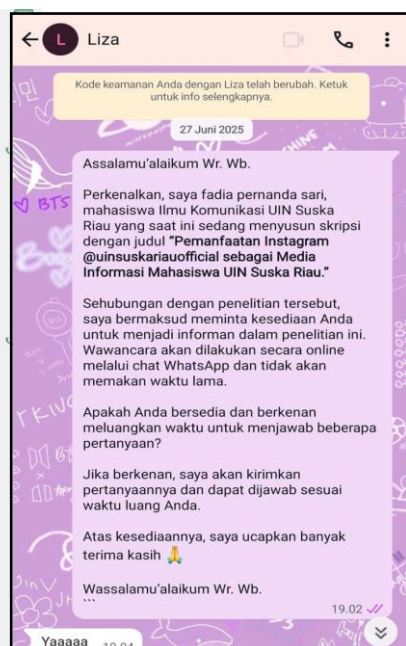 L Liza
Kode keamanan Anda dengan Liza telah berubah. Ketuk
untuk info selengkapnya.
27 Juni 2025
Assalamu'alaikum Wr. Wb.
Perkenalkan, saya fadia pernanda sari,
mahasiswa Ilmu Komunikasi UIN Suska
Riau yang saat ini sedang menyusun skripsi
dengan judul “Pemanfaatan Instagram
@uinsuskariauofficial sebagai Media
Informasi Mahasiswa UIN Suska Riau.”
Sehubungan dengan penelitian tersebut,
saya bermaksud meminta kesediaan Anda
untuk menjadi informan dalam penelitian ini.
Wawancara akan dilakukan secara online
melalui chat WhatsApp dan tidak akan
memakan waktu lama.
Apakah Anda bersedia dan berkenan
meluangkan waktu untuk menjawab beberapa
pertanyaan?
Jika berkenan, saya akan kirimkan
pertanyaannya dan dapat dijawab sesuai
waktu luang Anda.
Atas kesediaannya, saya ucapkan banyak
terima kasih 🙏
Wassalamu'alaikum Wr. Wb.
```
19.02
Yaaaaa 19.04
BTS